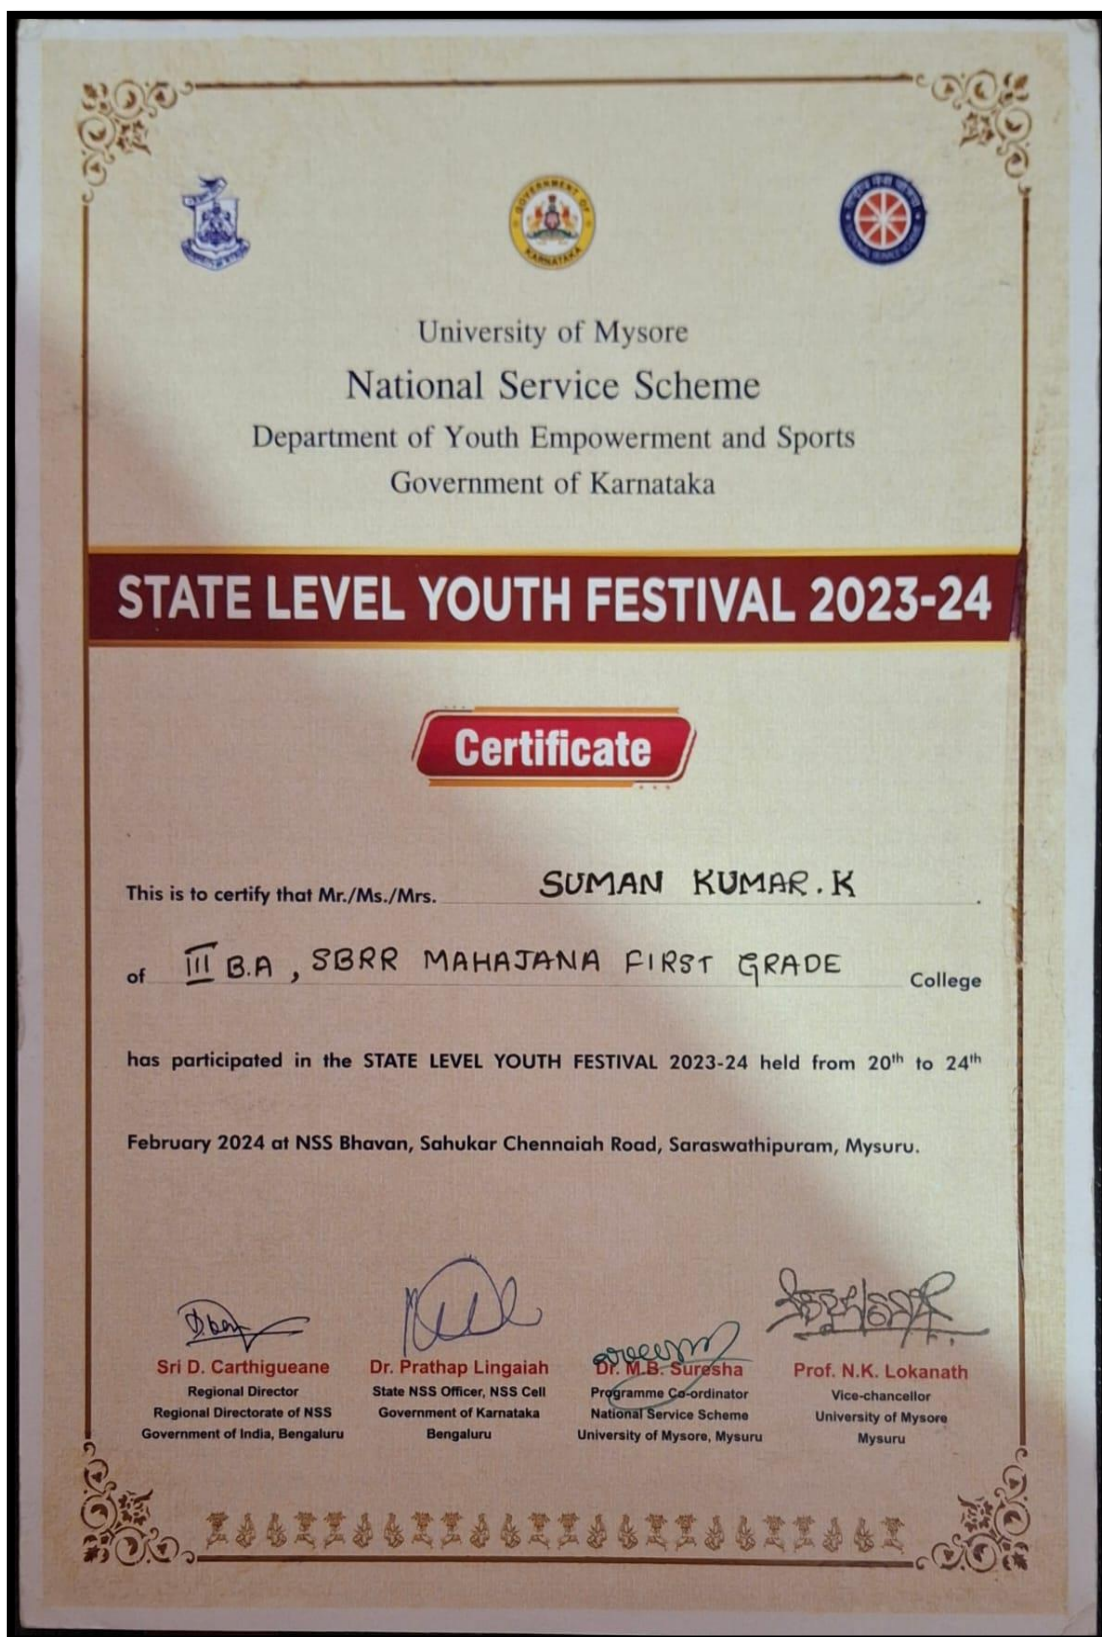 GOVERNMENT OF
KARNATAKA
University of Mysore
National Service Scheme
Department of Youth Empowerment and Sports
Government of Karnataka
STATE LEVEL YOUTH FESTIVAL 2023-24
Certificate
This is to certify that Mr./Ms./Mrs. SUMAN KUMAR.K
of III B.A, SBRR MAHAJANA FIRST GRADE College
has participated in the STATE LEVEL YOUTH FESTIVAL 2023-24 held from 20th to 24th
February 2024 at NSS Bhavan, Sahukar Chennaiah Road, Saraswathipuram, Mysuru.
Sri D. Carthigueane
Regional Director
Regional Directorate of NSS
Government of India, Bengaluru
Dr. Prathap Lingaiah
State NSS Officer, NSS Cell
Government of Karnataka
Bengaluru
Dr. M.B. Suresha
Programme Co-ordinator
National Service Scheme
University of Mysore, Mysuru
Prof. N.K. Lokanath
Vice-chancellor
University of Mysore
Mysuru